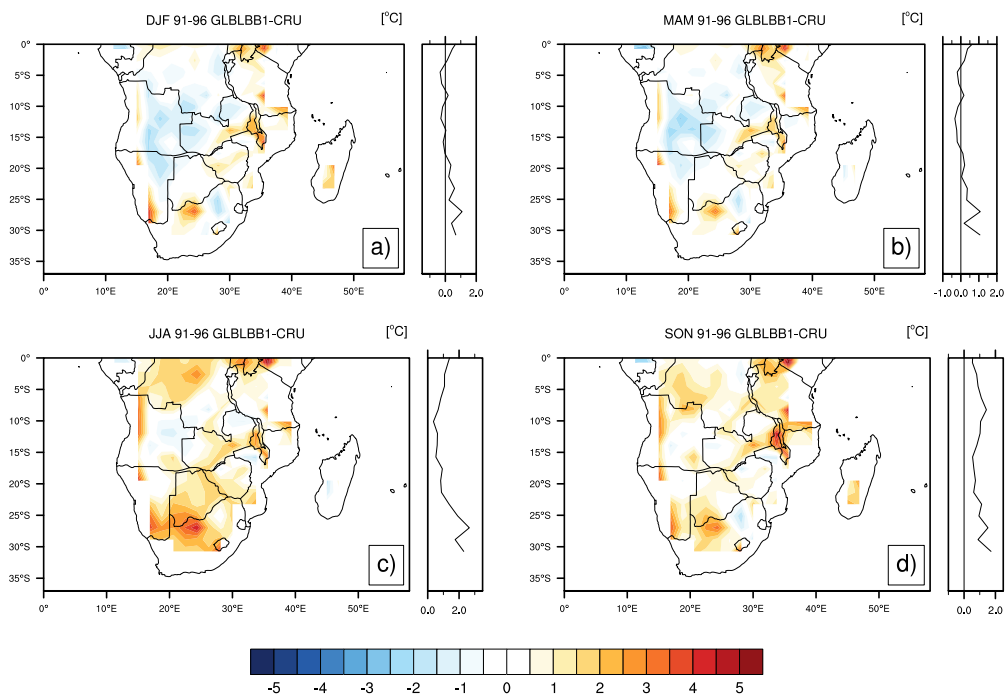 DJF 91-96 GLBLBB1-CRU [°C]
MAM 91-96 GLBLBB1-CRU [°C]
0°
5°S
10°S
15°S
20°S
25°S
30°S
35°S
a)
0° 10°E 20°E 30°E 40°E 50°E
0.0 2.0
0°
5°S
10°S
15°S
20°S
25°S
30°S
35°S
b)
0° 10°E 20°E 30°E 40°E 50°E
-1.0 0.0 1.0 2.0
JJA 91-96 GLBLBB1-CRU [°C]
SON 91-96 GLBLBB1-CRU [°C]
0°
5°S
10°S
15°S
20°S
25°S
30°S
35°S
c)
0° 10°E 20°E 30°E 40°E 50°E
0.0 2.0
0°
5°S
10°S
15°S
20°S
25°S
30°S
35°S
d)
0° 10°E 20°E 30°E 40°E 50°E
0.0 2.0
-5 -4 -3 -2 -1 0 1 2 3 4 5